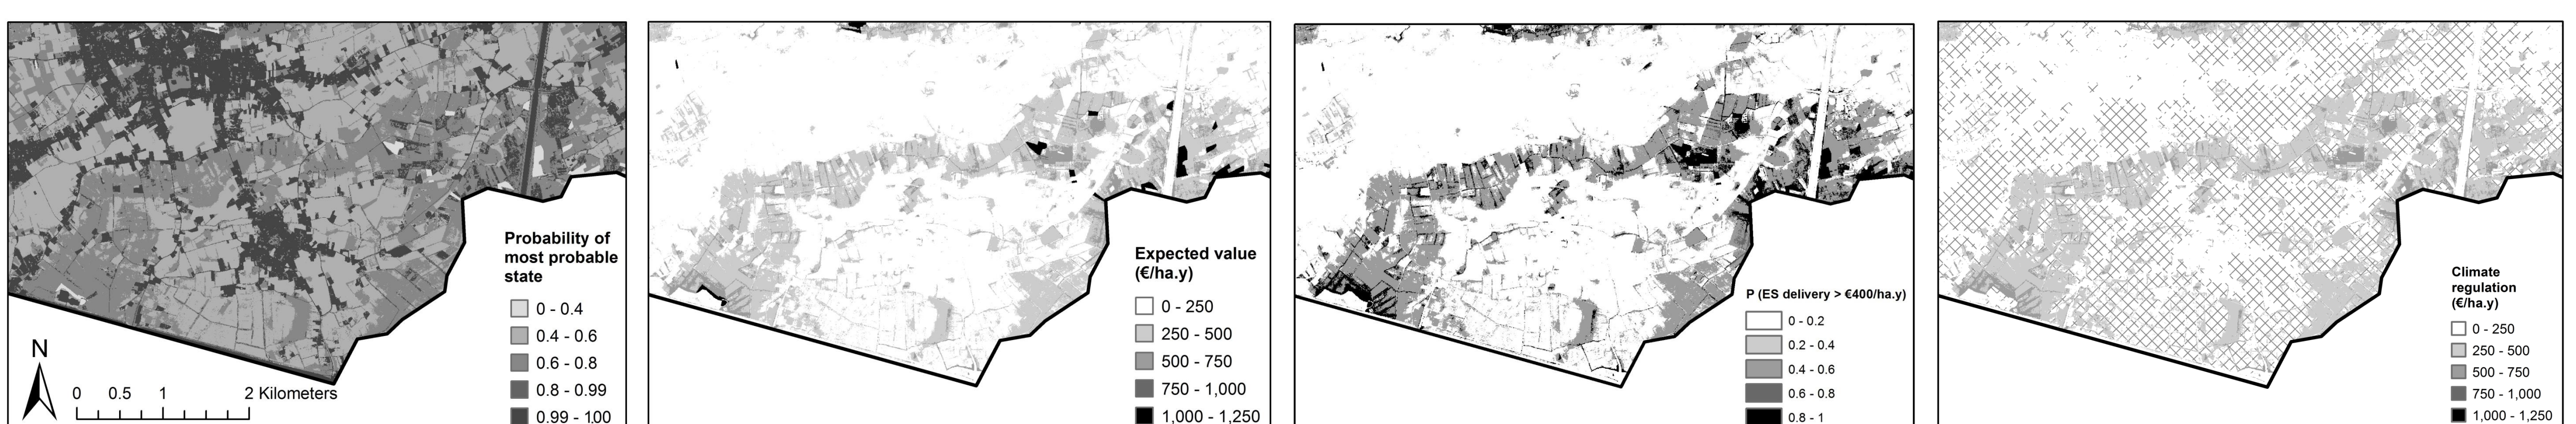 Probability of
most probable
state
0 - 0.4
0.4 - 0.6
0.6 - 0.8
0.8 - 0.99
0.99 - 1.00
N
0 0.5 1 2 Kilometers
Expected value
(€/ha.y)
0 - 250
250 - 500
500 - 750
750 - 1,000
1,000 - 1,250
P (ES delivery > €400/ha.y)
0 - 0.2
0.2 - 0.4
0.4 - 0.6
0.6 - 0.8
0.8 - 1
Climate
regulation
(€/ha.y)
0 - 250
250 - 500
500 - 750
750 - 1,000
1,000 - 1,250